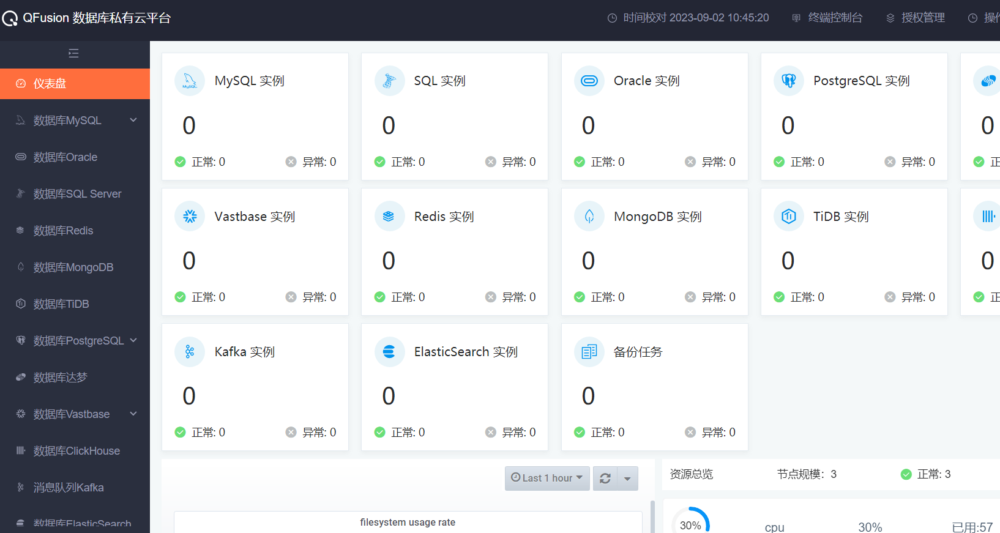 QFusion 数据库私有云平台
时间校对 2023-09-02 10:45:20
终端控制台
授权管理
仪表盘
数据库MySQL
数据库Oracle
数据库SQL Server
数据库Redis
数据库MongoDB
数据库TiDB
数据库PostgreSQL
数据库达梦
数据库Vastbase
数据库ClickHouse
消息队列Kafka
数据库ElasticSearch
MySQL 实例
0
正常: 0 异常: 0
SQL 实例
0
正常: 0 异常: 0
Oracle 实例
0
正常: 0 异常: 0
PostgreSQL 实例
0
正常: 0 异常: 0
0
Vastbase 实例
0
正常: 0 异常: 0
Redis 实例
0
正常: 0 异常: 0
MongoDB 实例
0
正常: 0 异常: 0
TiDB 实例
0
正常: 0 异常: 0
0
Kafka 实例
0
正常: 0 异常: 0
ElasticSearch 实例
0
正常: 0 异常: 0
备份任务
0
正常: 0 异常: 0
Last 1 hour
filesystem usage rate
资源总览 节点规模：3 正常: 3
30% cpu 30% 已用:57